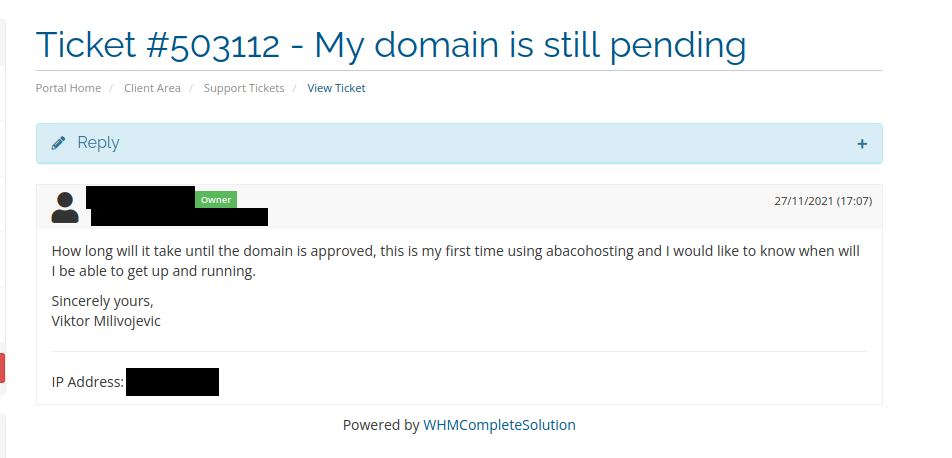 Ticket #503112 - My domain is still pending
Portal Home / Client Area / Support Tickets / View Ticket
Reply +
Owner
27/11/2021 (17:07)
How long will it take until the domain is approved, this is my first time using abacohosting and I would like to know when will
I be able to get up and running.
Sincerely yours,
Viktor Milivojevic
IP Address:
Powered by WHMCompleteSolution